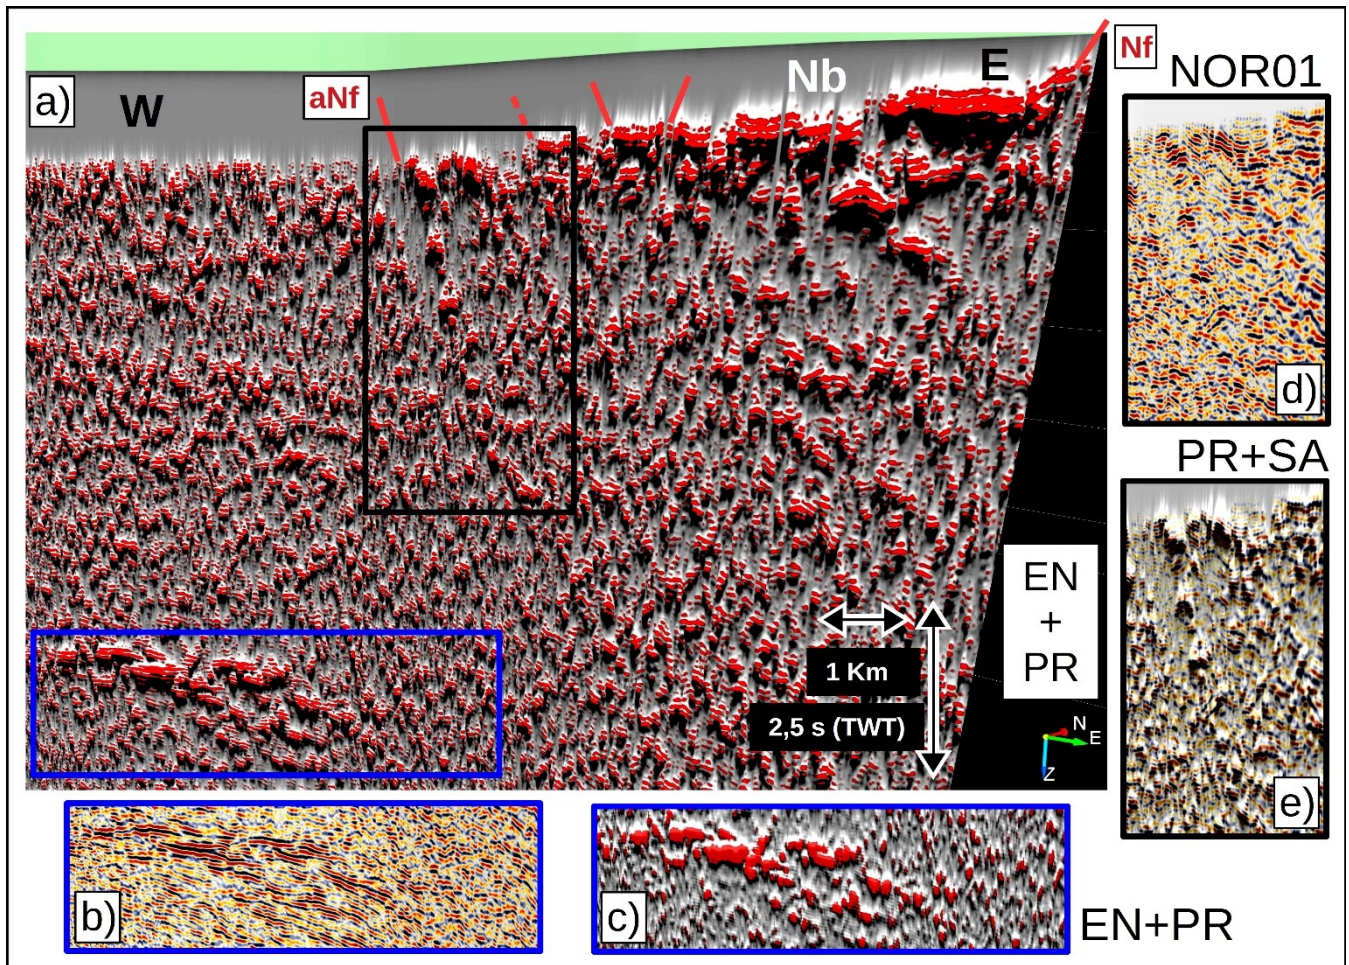 a)
W
aNf
Nb
E
Nf
NOR01
d)
PR+SA
EN
+
PR
1 Km
2,5 s (TWT)
N
E
Z
e)
b)
c)
EN+PR